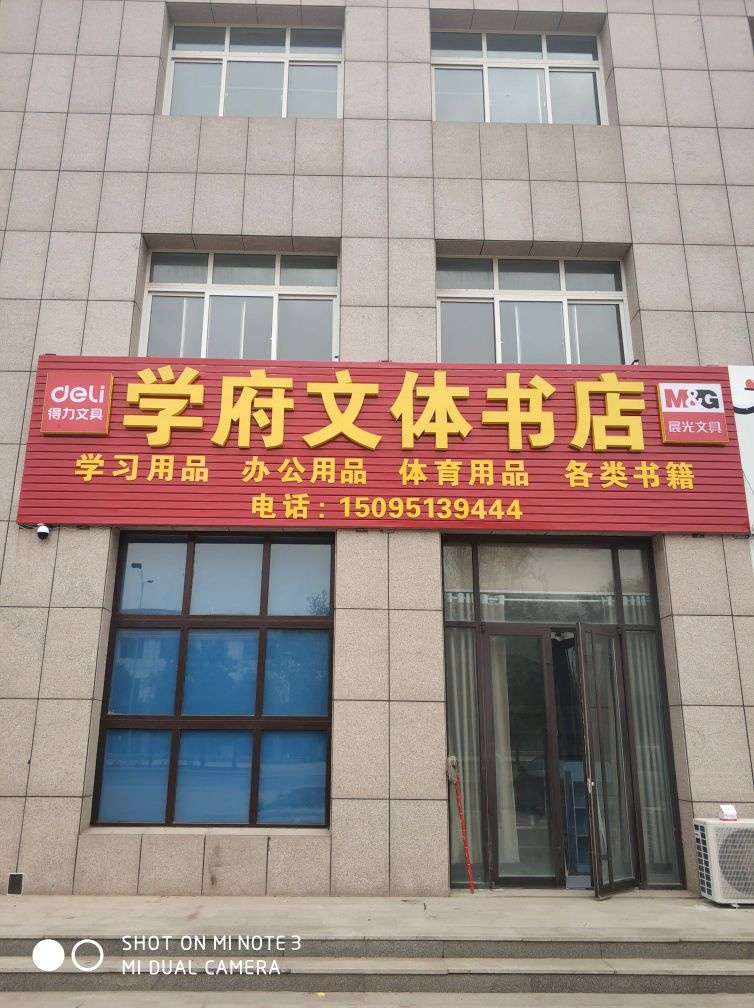 deli
得力文具
学府文体书店
M&G
晨光文具
学习用品 办公用品 体育用品 各类书籍
电话：15095139444
SHOT ON MI NOTE 3
MI DUAL CAMERA